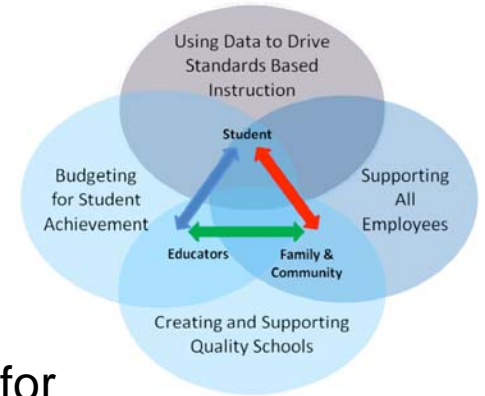 Using Data to Drive
Standards Based
Instruction
Student
Budgeting
for Student
Achievement
Supporting
All
Employees
Educators
Family &
Community
Creating and Supporting
Quality Schools
for